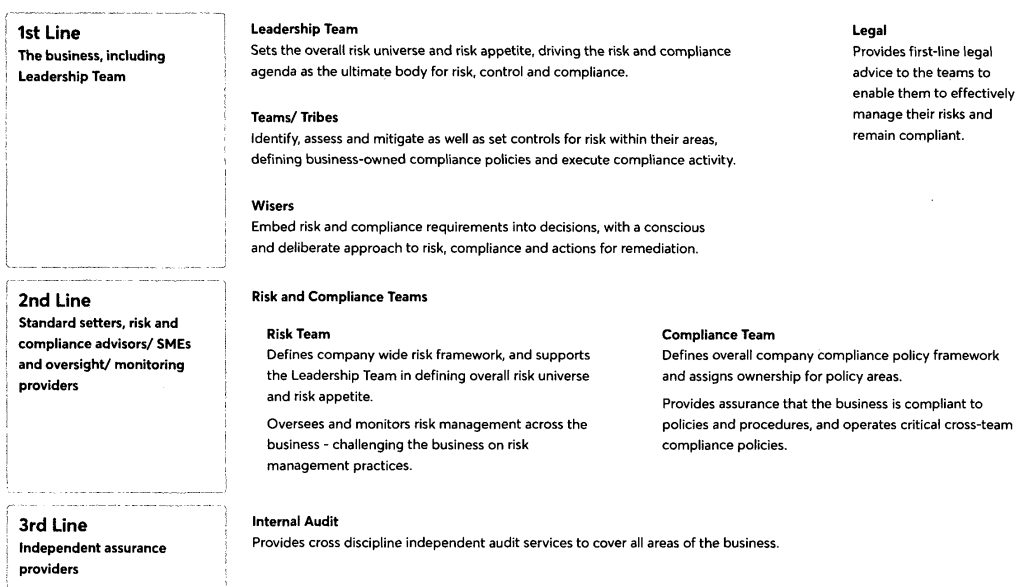 1st Line
The business, including
Leadership Team
Leadership Team
Sets the overall risk universe and risk appetite, driving the risk and compliance
agenda as the ultimate body for risk, control and compliance.
Teams/ Tribes
Identify, assess and mitigate as well as set controls for risk within their areas,
defining business-owned compliance policies and execute compliance activity.
Wisers
Embed risk and compliance requirements into decisions, with a conscious
and deliberate approach to risk, compliance and actions for remediation.
Legal
Provides first-line legal
advice to the teams to
enable them to effectively
manage their risks and
remain compliant.
2nd Line
Standard setters, risk and
compliance advisors/ SMEs
and oversight/ monitoring
providers
Risk and Compliance Teams
Risk Team
Defines company wide risk framework, and supports
the Leadership Team in defining overall risk universe
and risk appetite.
Oversees and monitors risk management across the
business - challenging the business on risk
management practices.
Compliance Team
Defines overall company compliance policy framework
and assigns ownership for policy areas.
Provides assurance that the business is compliant to
policies and procedures, and operates critical cross-team
compliance policies.
3rd Line
Independent assurance
providers
Internal Audit
Provides cross discipline independent audit services to cover all areas of the business.